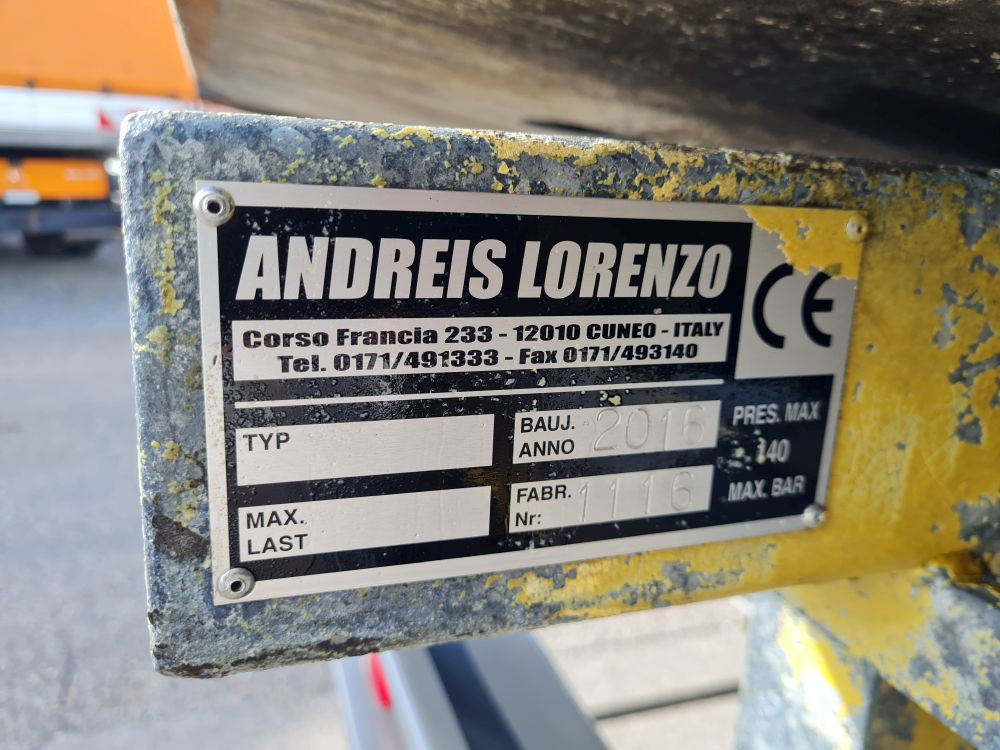 ANDREIS LORENZO
CE
Corso Francia 233 - 12010 CUNEO - ITALY
Tel. 0171/491333 - Fax 0171/493140
TYP
BAUJ.
ANNO
2016
PRES. MAX
140
MAX. BAR
MAX.
LAST
FABR.
Nr:
1116